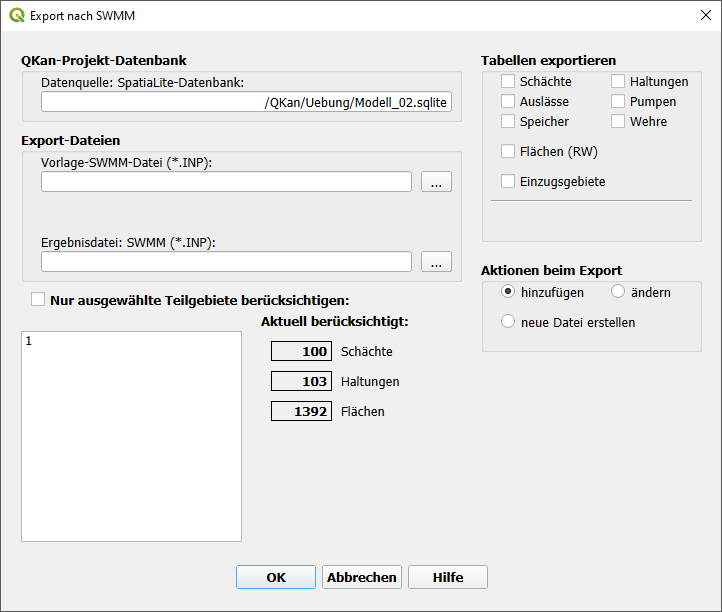 Export nach SWMM
QKan-Projekt-Datenbank
Datenquelle: SpatiaLite-Datenbank:
/QKan/Uebung/Modell_02.sqlite
Export-Dateien
Vorlage-SWMM-Datei (*.INP):
...
Ergebnisdatei: SWMM (*.INP):
...
Nur ausgewählte Teilgebiete berücksichtigen:
1
Aktuell berücksichtigt:
100 Schächte
103 Haltungen
1392 Flächen
Tabellen exportieren
Schächte Haltungen
Auslässe Pumpen
Speicher Wehre
Flächen (RW)
Einzugsgebiete
Aktionen beim Export
hinzufügen ändern
neue Datei erstellen
OK Abbrechen Hilfe